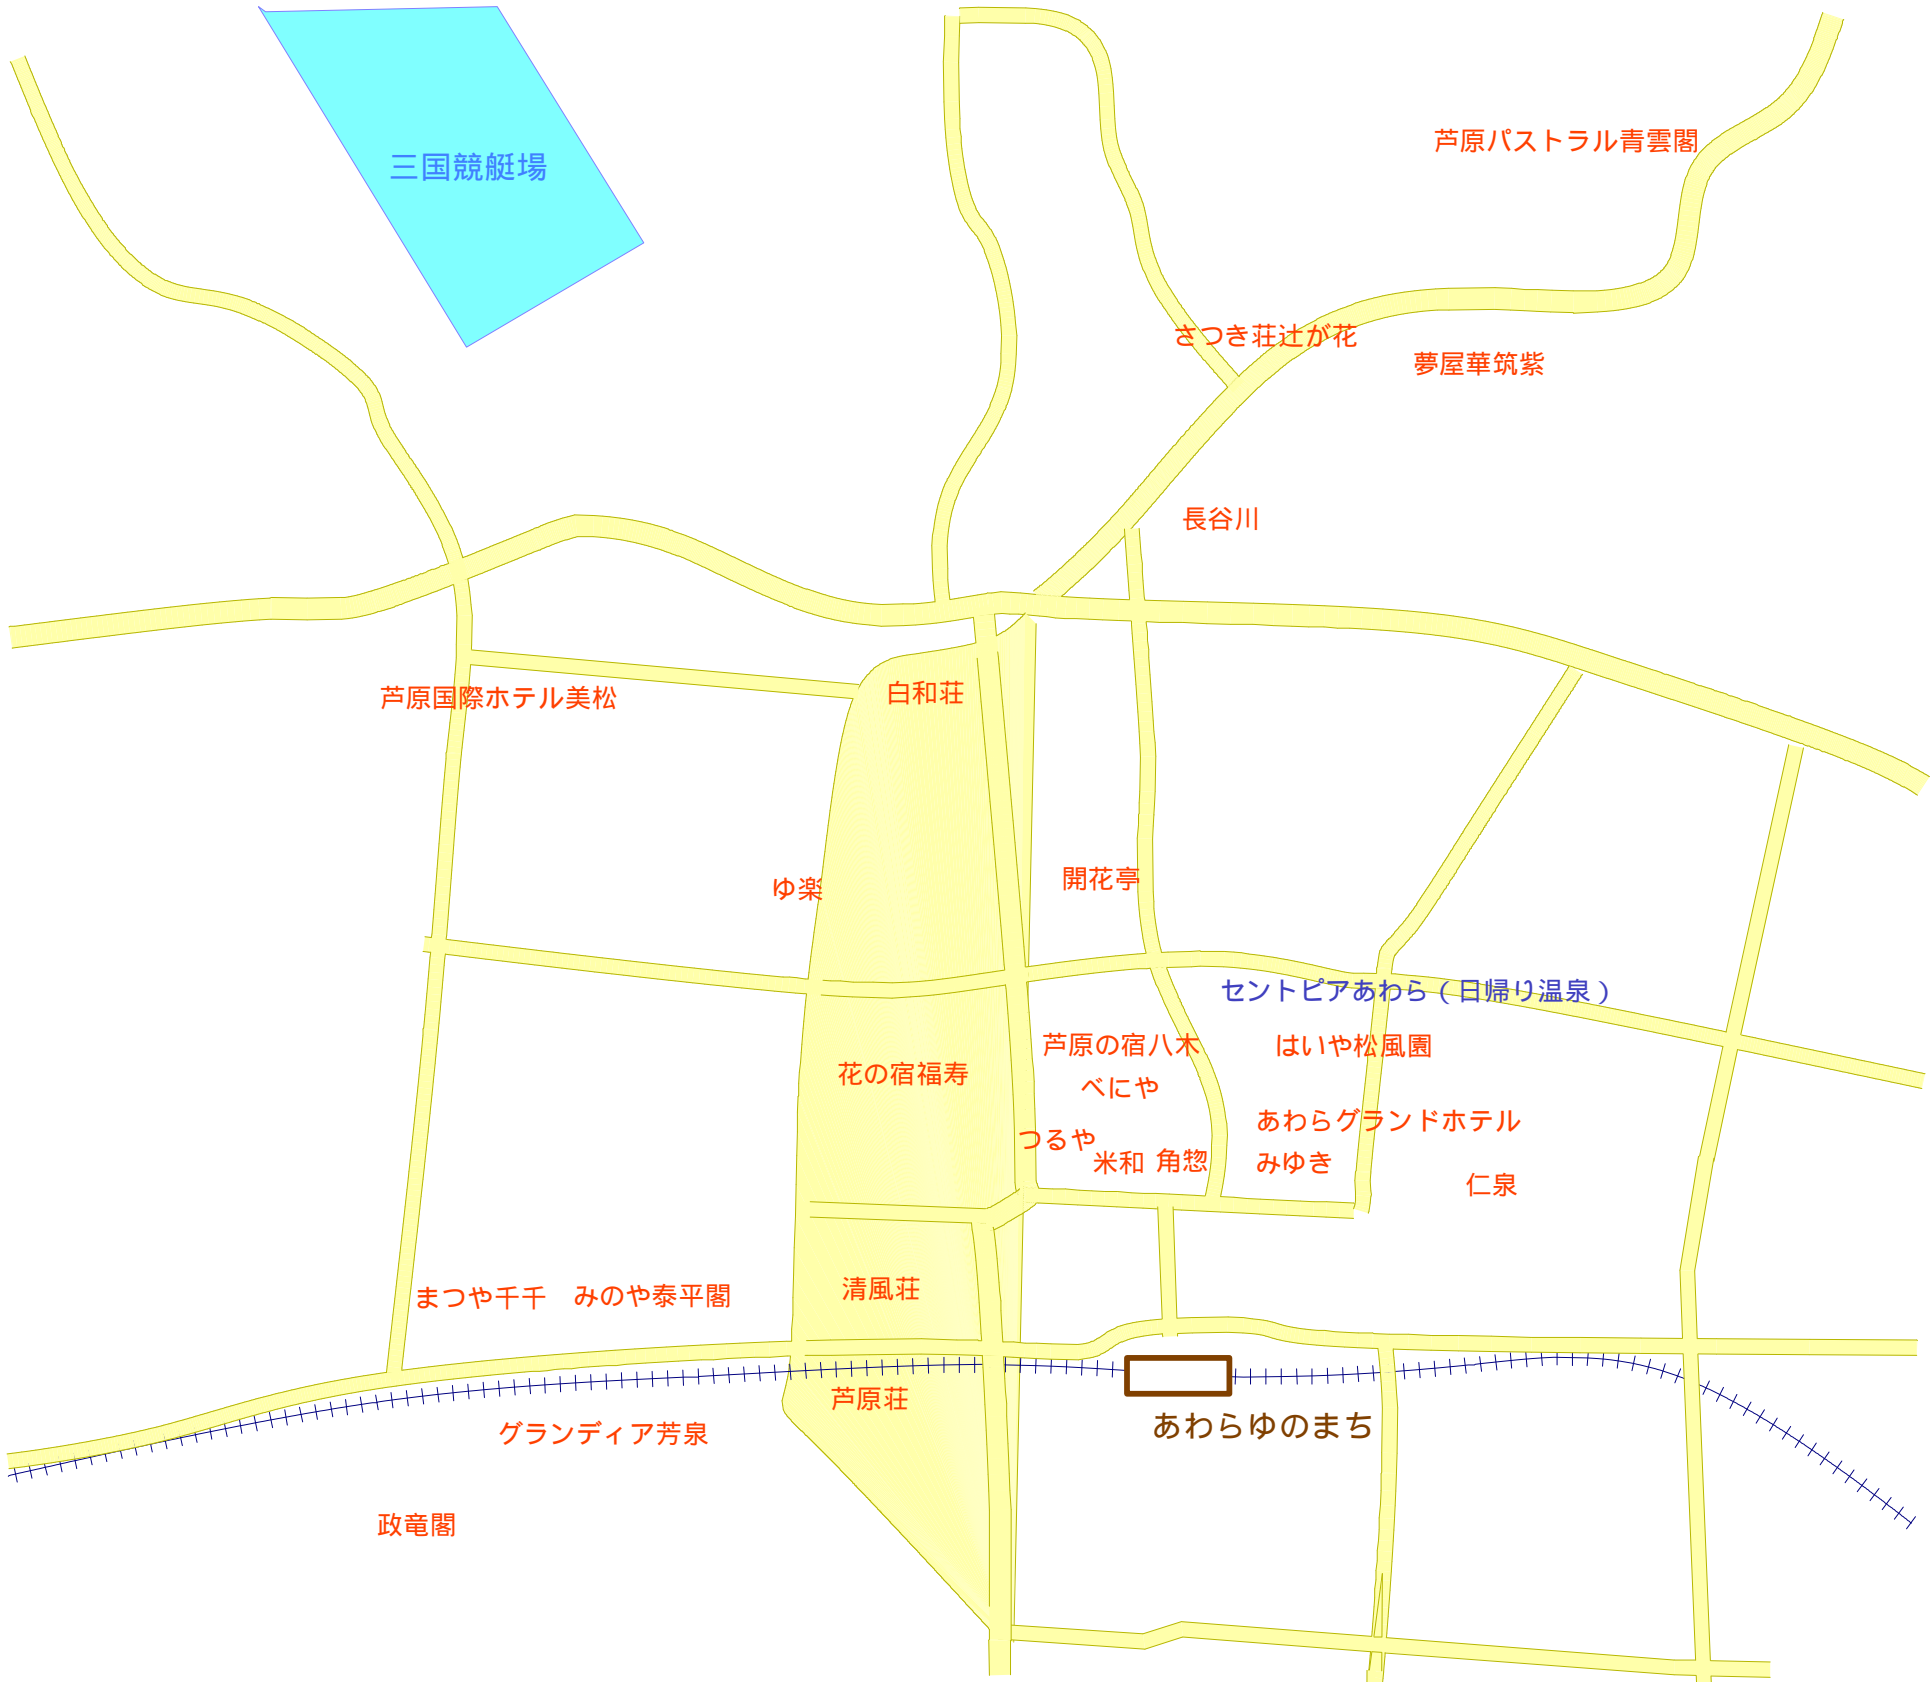 芦原パストラル青雲閣
三国競艇場
さつき荘辻が花
夢屋華筑紫
長谷川
白和荘
芦原国際ホテル美松
開花亭
ゆ楽
セントピアあわら（日帰り温泉）
芦原の宿八木
はいや松風園
花の宿福寿
べにや
あわらグランドホテル
つるや
米和 角惣
みゆき
仁泉
清風荘
まつや千千 みのや泰平閣
芦原荘
あわらゆのまち
グランディア芳泉
政竜閣